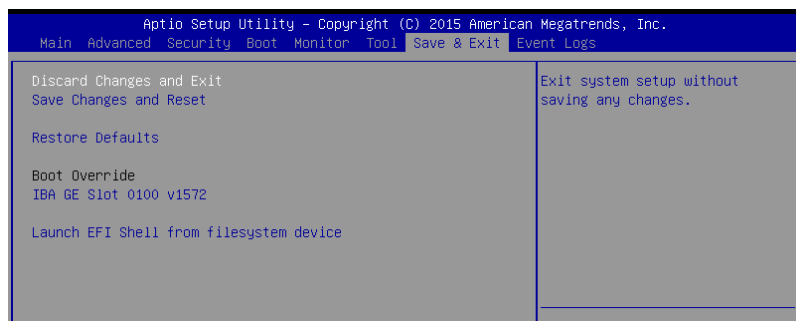 Aptio Setup Utility – Copyright (C) 2015 American Megatrends, Inc.
Main Advanced Security Boot Monitor Tool Save & Exit Event Logs
Discard Changes and Exit
Save Changes and Reset
Restore Defaults
Boot Override
IBA GE Slot 0100 v1572
Launch EFI Shell from filesystem device
Exit system setup without
saving any changes.